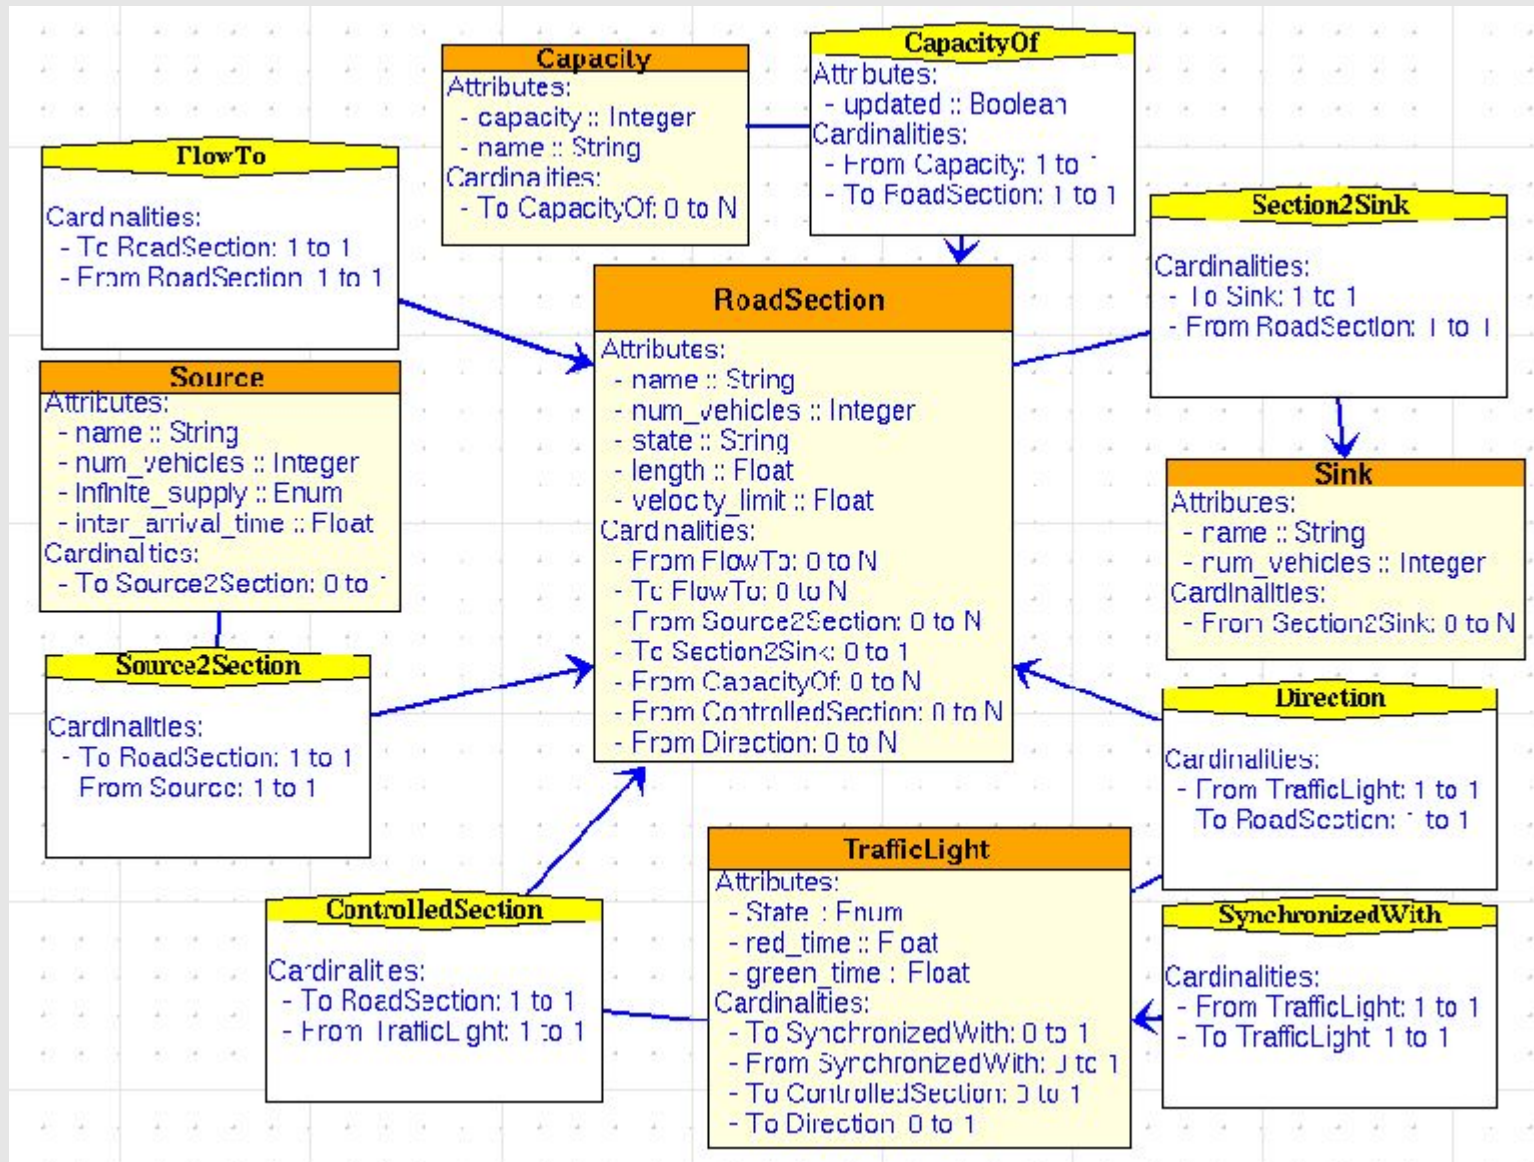 CapacityOf
Attributes:
- updated :: Boolean
Cardinalities:
- From Capacity: 1 to 1
- To RoadSection: 1 to 1
Capacity
Attributes:
- capacity :: Integer
- name :: String
Cardinalities:
- To CapacityOf: 0 to N
FlowTo
Cardinalities:
- To RoadSection: 1 to 1
- From RoadSection: 1 to 1
Section2Sink
Cardinalities:
- To Sink: 1 to 1
- From RoadSection: 1 to 1
RoadSection
Attributes:
- name :: String
- num_vehicles :: Integer
- state :: String
- length :: Float
- velocity_limit :: Float
Cardinalities:
- From FlowTo: 0 to N
- To FlowTo: 0 to N
- From Source2Section: 0 to N
- To Section2Sink: 0 to 1
- From CapacityOf: 0 to N
- From ControlledSection: 0 to N
- From Direction: 0 to N
Source
Attributes:
- name :: String
- num_vehicles :: Integer
- Infinite_supply :: Enum
- inter_arrival_time :: Float
Cardinalities:
- To Source2Section: 0 to 1
Sink
Attributes:
- name :: String
- num_vehicles :: Integer
Cardinalities:
- From Section2Sink: 0 to N
Source2Section
Cardinalities:
- To RoadSection: 1 to 1
From Source: 1 to 1
Direction
Cardinalities:
- From TrafficLight: 1 to 1
To RoadSection: 1 to 1
TrafficLight
Attributes:
- State :: Enum
- red_time :: Float
- green_time :: Float
Cardinalities:
- To SynchronizedWith: 0 to 1
- From SynchronizedWith: 0 to 1
- To ControlledSection: 0 to 1
- To Direction: 0 to 1
ControlledSection
Cardinalities:
- To RoadSection: 1 to 1
- From TrafficLight: 1 to 1
SynchronizedWith
Cardinalities:
- From TrafficLight: 1 to 1
- To TrafficLight: 1 to 1